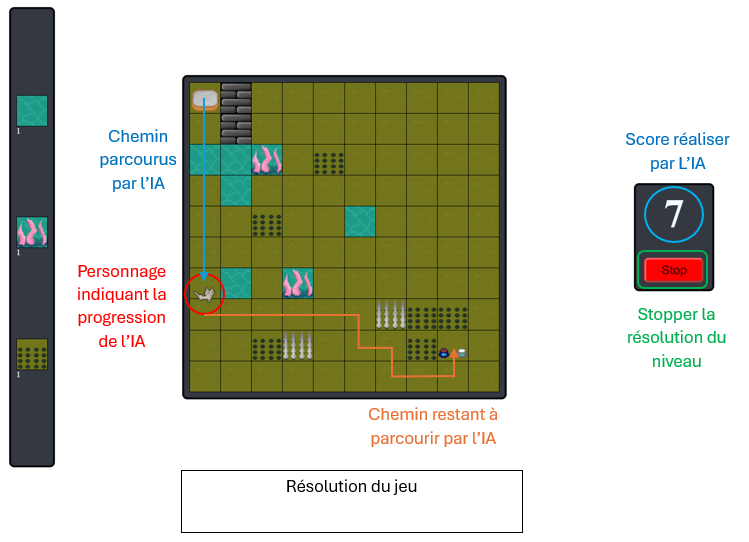 1
1
1
Chemin
parcourus
par l'IA
Personnage
indiquant la
progression
de l'IA
Chemin restant à
parcourir par l'IA
Score réaliser
par L'IA
7
Stop
Stopper la
résolution du
niveau
Résolution du jeu